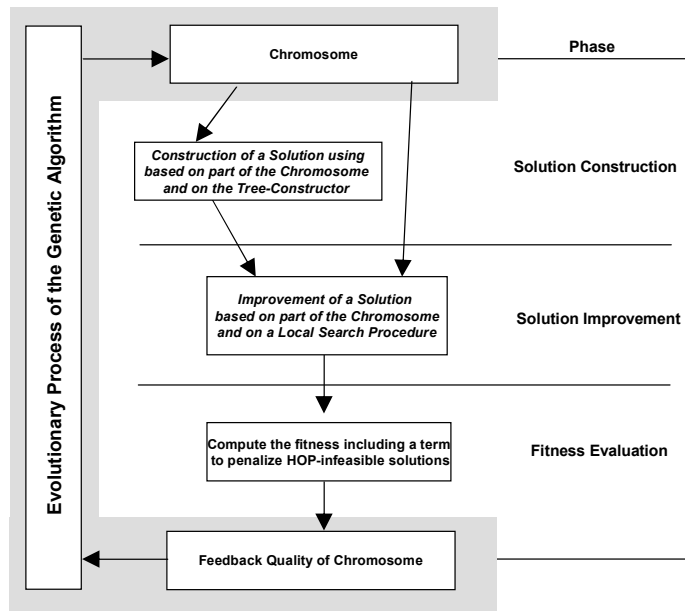 Evolutionary Process of the Genetic Algorithm
Chromosome
Phase
Construction of a Solution using
based on part of the Chromosome
and on the Tree-Constructor
Solution Construction
Improvement of a Solution
based on part of the Chromosome
and on a Local Search Procedure
Solution Improvement
Compute the fitness including a term
to penalize HOP-infeasible solutions
Fitness Evaluation
Feedback Quality of Chromosome